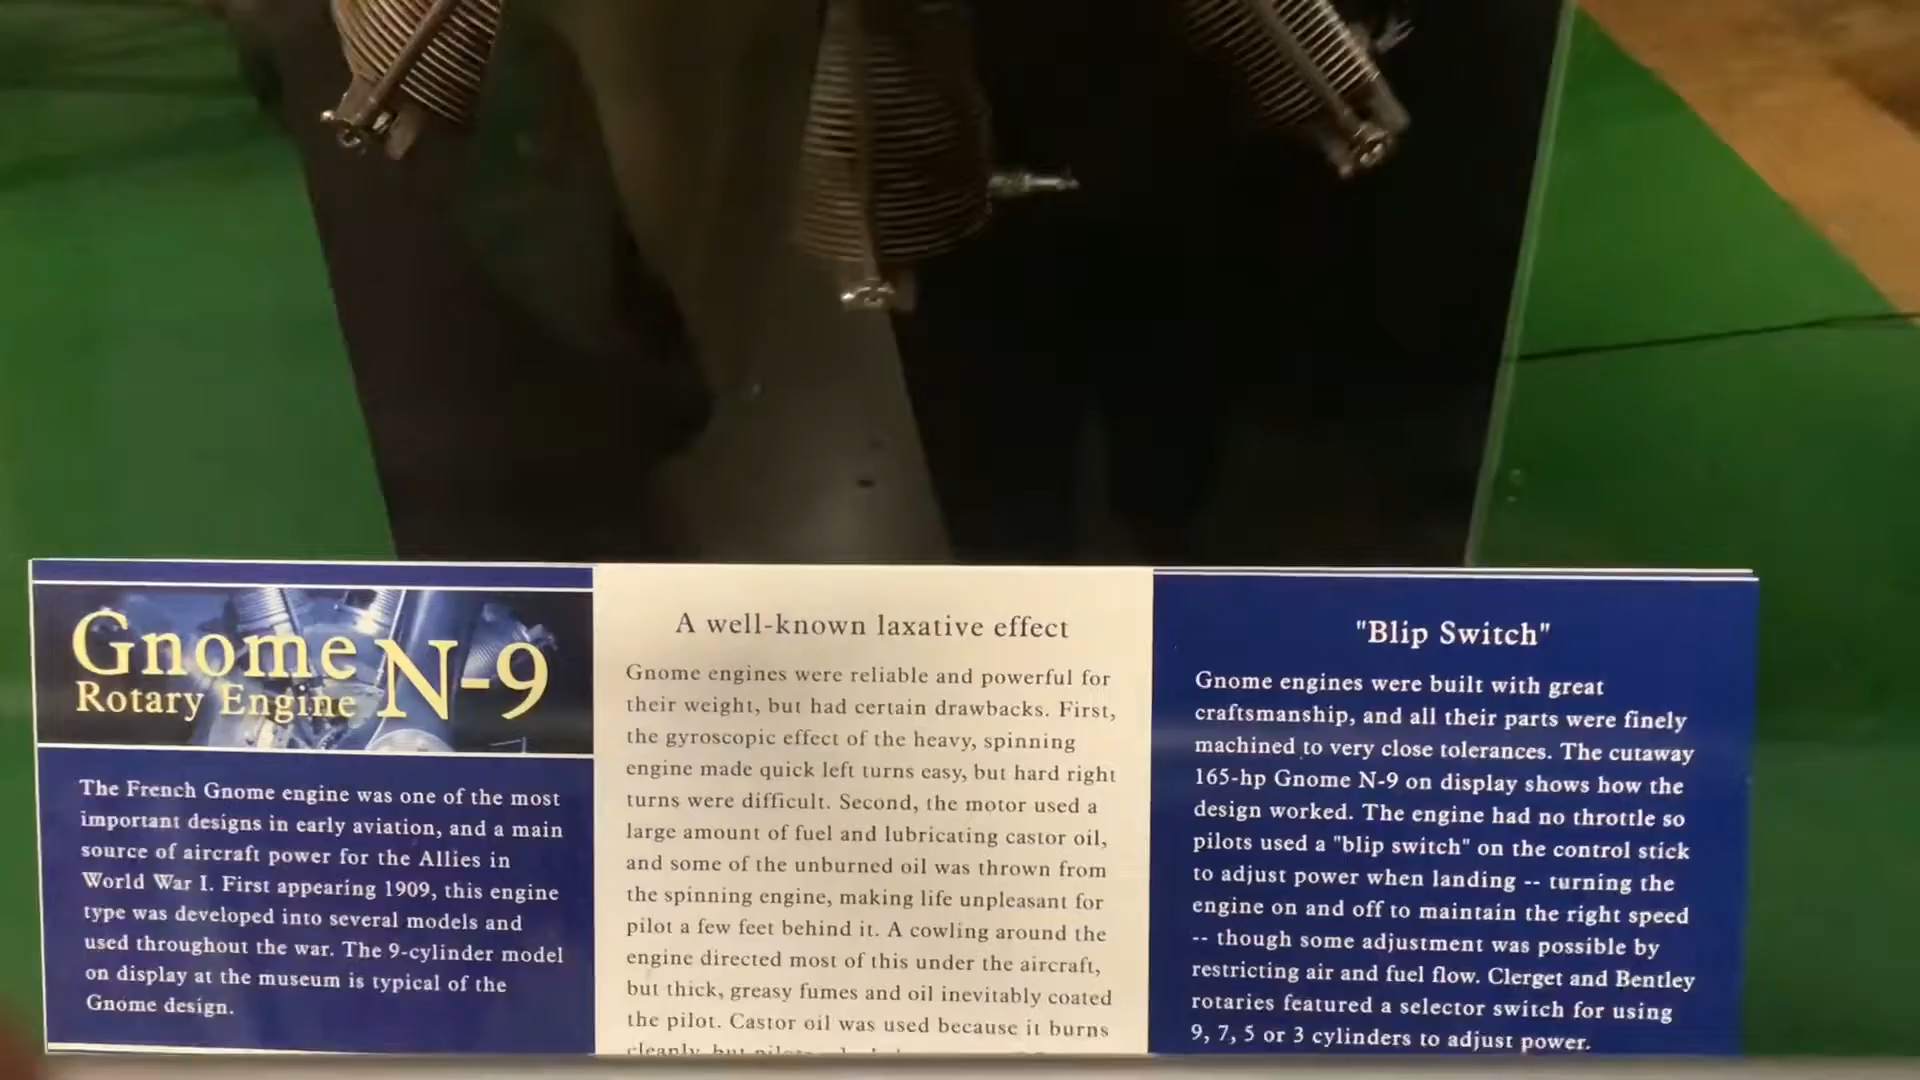 Gnome N-9
Rotary Engine
The French Gnome engine was one of the most
important designs in early aviation, and a main
source of aircraft power for the Allies in
World War I. First appearing 1909, this engine
type was developed into several models and
used throughout the war. The 9-cylinder model
on display at the museum is typical of the
Gnome design.
A well-known laxative effect
Gnome engines were reliable and powerful for
their weight, but had certain drawbacks. First,
the gyroscopic effect of the heavy, spinning
engine made quick left turns easy, but hard right
turns were difficult. Second, the motor used a
large amount of fuel and lubricating castor oil,
and some of the unburned oil was thrown from
the spinning engine, making life unpleasant for
pilot a few feet behind it. A cowling around the
engine directed most of this under the aircraft,
but thick, greasy fumes and oil inevitably coated
the pilot. Castor oil was used because it burns
cleanly, but
"Blip Switch"
Gnome engines were built with great
craftsmanship, and all their parts were finely
machined to very close tolerances. The cutaway
165-hp Gnome N-9 on display shows how the
design worked. The engine had no throttle so
pilots used a "blip switch" on the control stick
to adjust power when landing -- turning the
engine on and off to maintain the right speed
-- though some adjustment was possible by
restricting air and fuel flow. Clerget and Bentley
rotaries featured a selector switch for using
9, 7, 5 or 3 cylinders to adjust power.